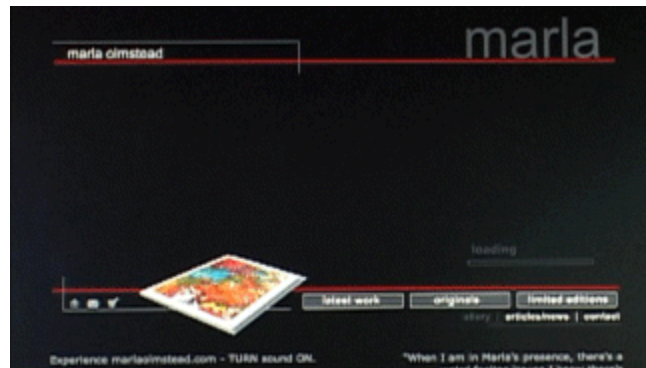 marla
marla olmstead
loading
latest work
originals
limited editions
story | articles/news | contact
Experience marlaolmstead.com - TURN sound ON.
"When I am in Marla's presence, there's a